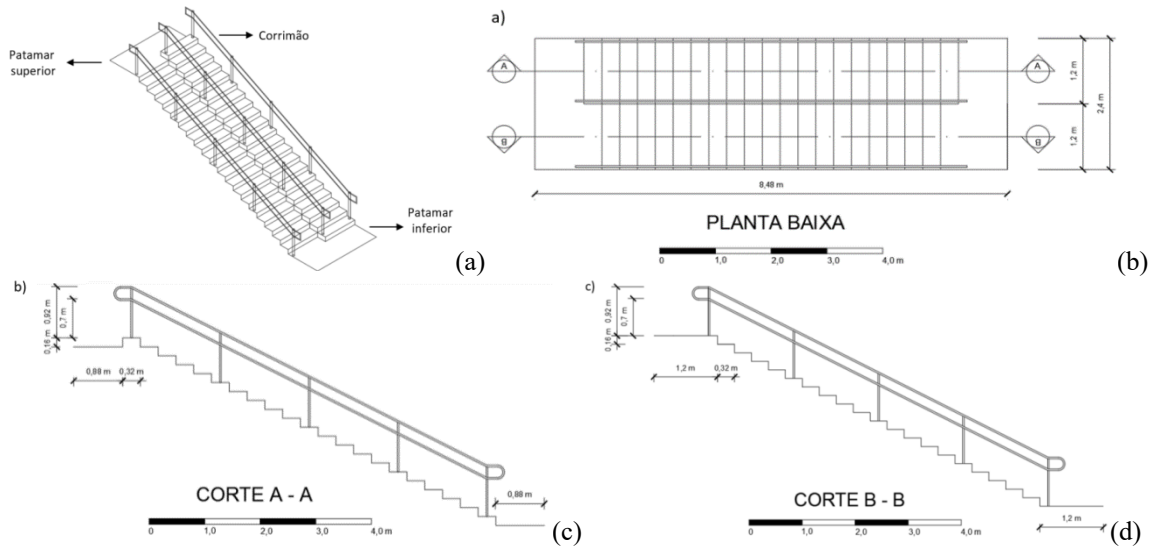 Corrimão
Patamar
superior
Patamar
inferior
(a)
a)
A
A
B
B
1,2 m
1,2 m
2,4 m
8,48 m
PLANTA BAIXA
0
1,0
2,0
3,0
4,0 m
(b)
b)
0,92 m
0,7 m
0,16 m
0,88 m
0,32 m
0,88 m
CORTE A - A
0
1,0
2,0
3,0
4,0 m
(c)
c)
0,92 m
0,7 m
0,16 m
1,2 m
0,32 m
CORTE B - B
0
1,0
2,0
3,0
4,0 m
1,2 m
(d)